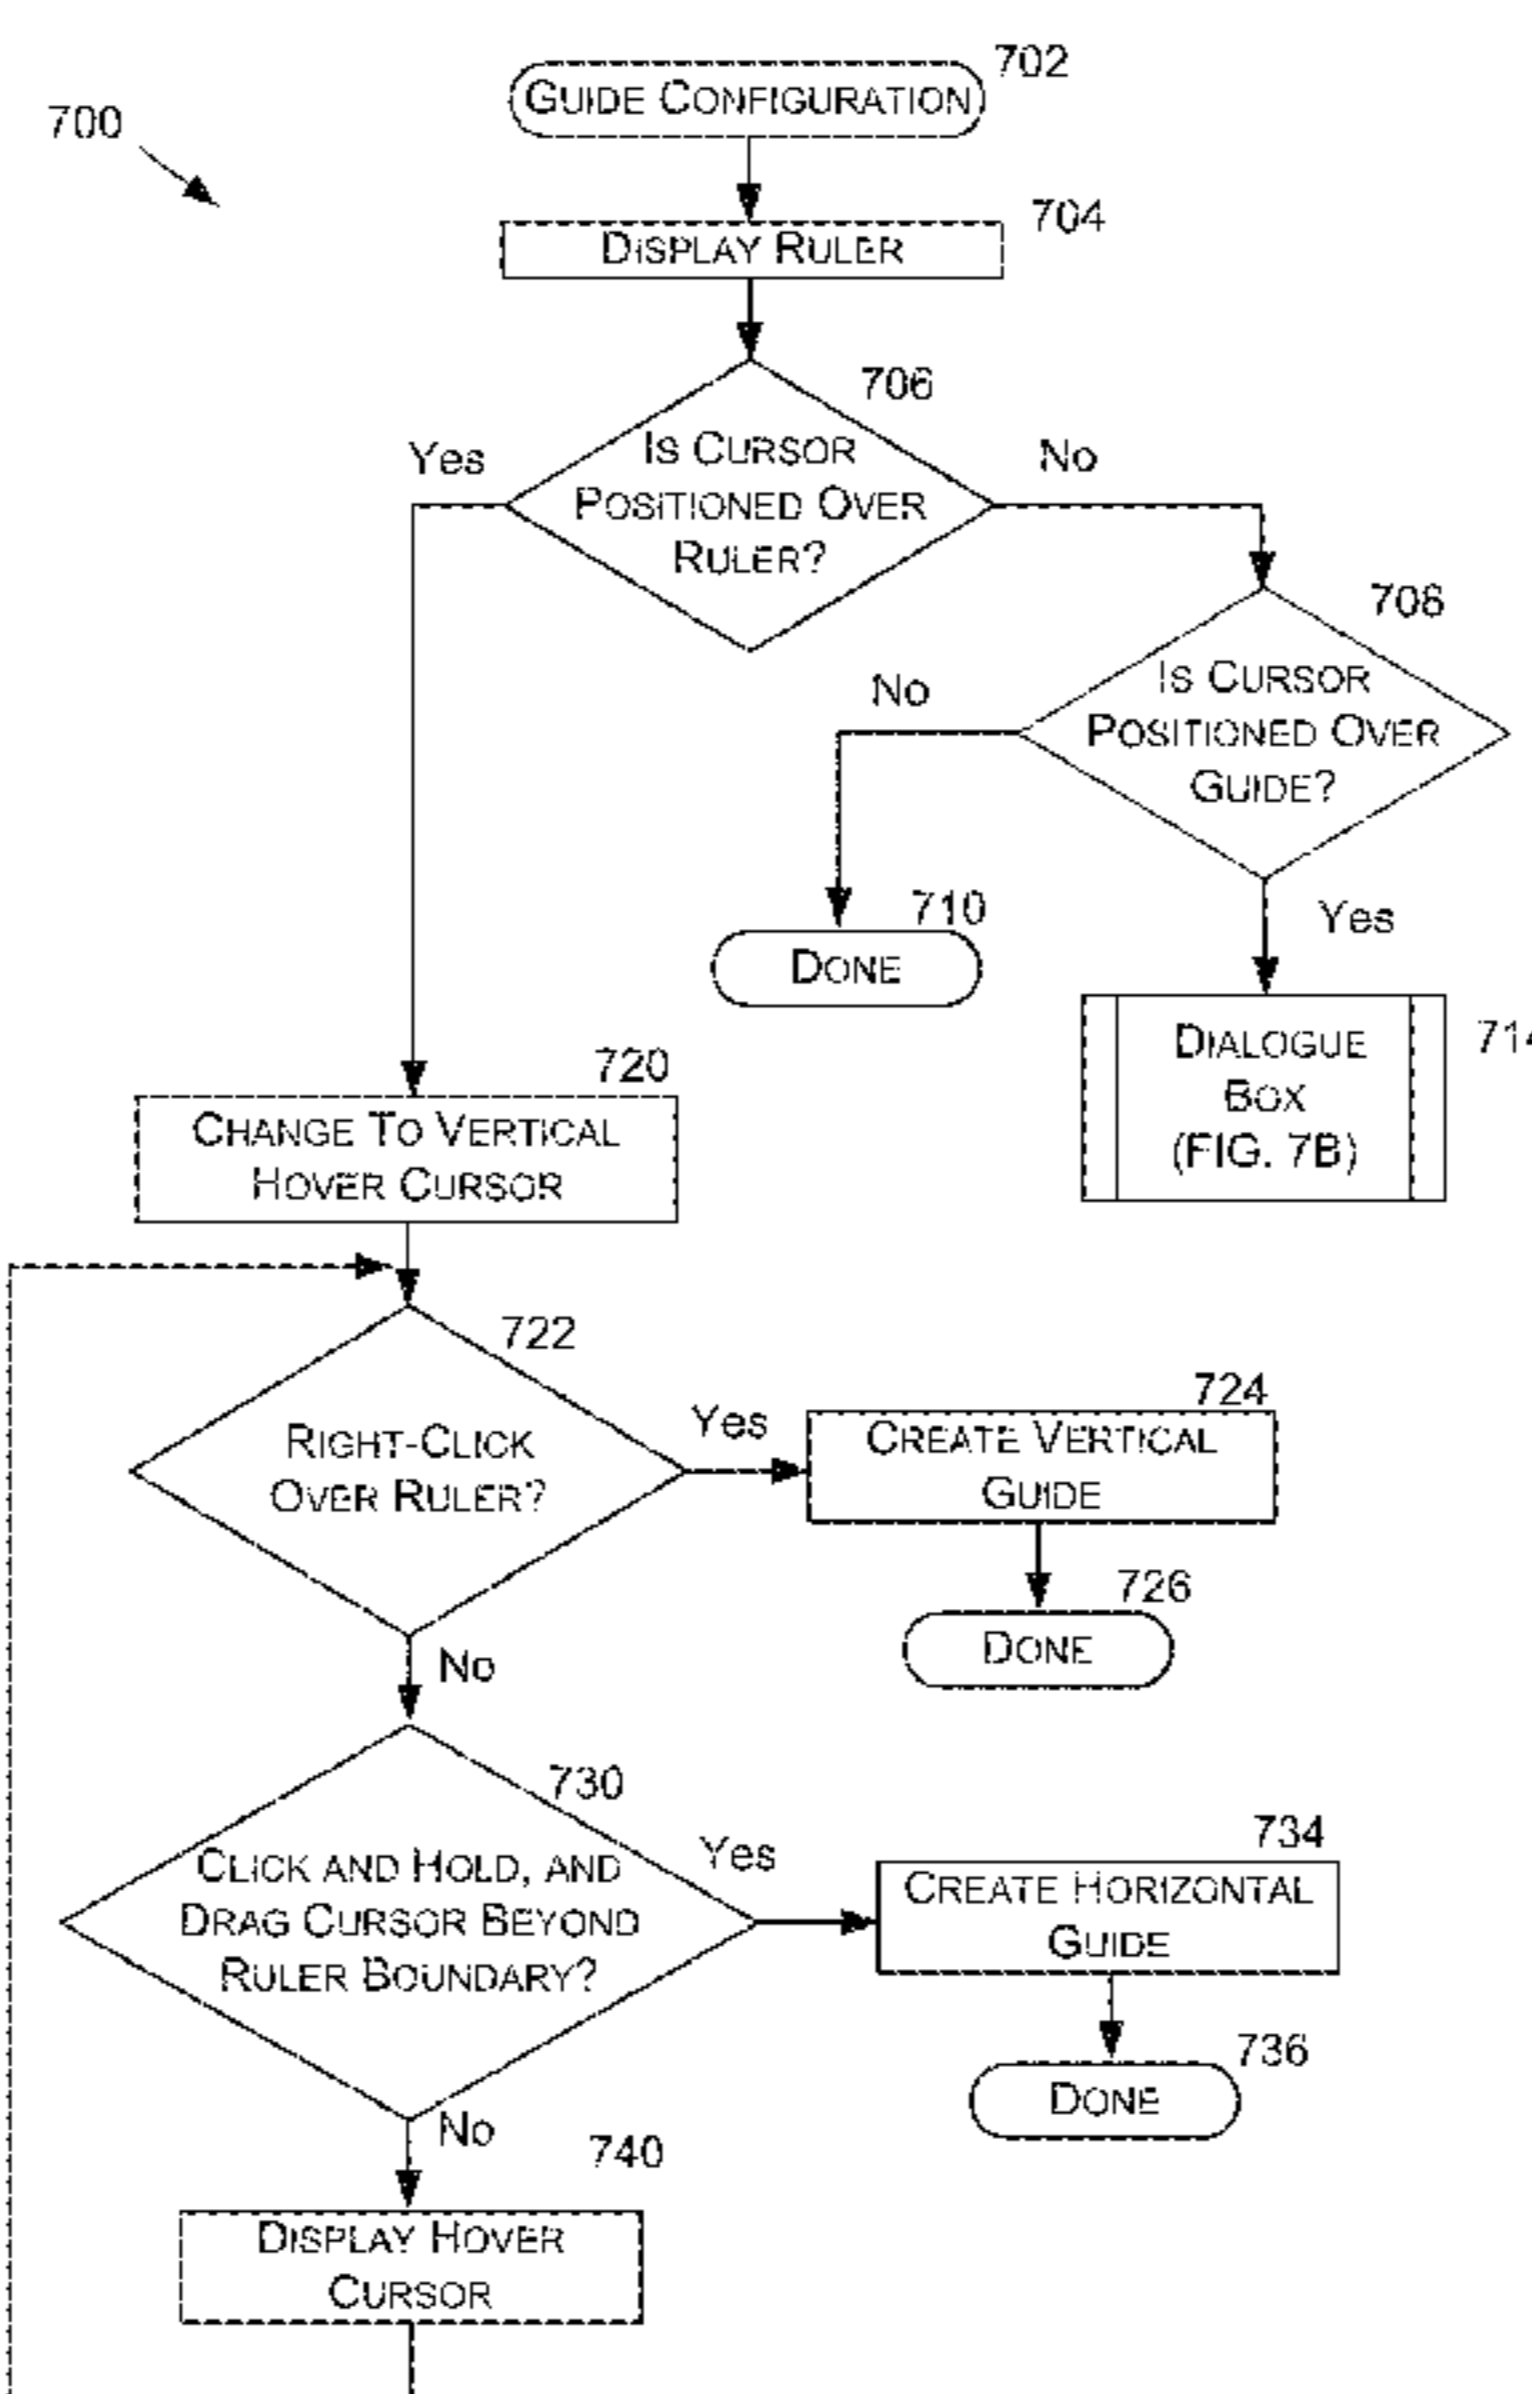 702
GUIDE CONFIGURATION
700
704
DISPLAY RULER
706
Yes
IS CURSOR
POSITIONED OVER
RULER?
No
708
No
IS CURSOR
POSITIONED OVER
GUIDE?
710
DONE
Yes
714
DIALOGUE
BOX
(FIG. 7B)
720
CHANGE TO VERTICAL
HOVER CURSOR
722
RIGHT-CLICK
OVER RULER?
Yes
724
CREATE VERTICAL
GUIDE
726
DONE
No
730
CLICK AND HOLD, AND
DRAG CURSOR BEYOND
RULER BOUNDARY?
Yes
734
CREATE HORIZONTAL
GUIDE
736
DONE
No
740
DISPLAY HOVER
CURSOR